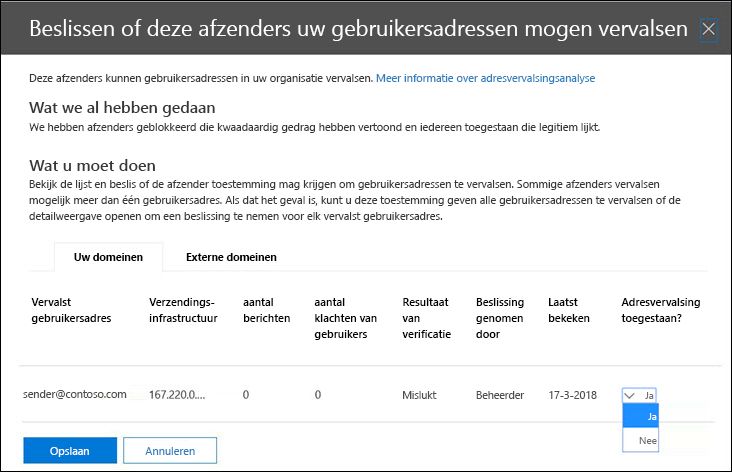 Beslissen of deze afzenders uw gebruikersadressen mogen vervalsen
Deze afzenders kunnen gebruikersadressen in uw organisatie vervalsen. Meer informatie over adresvervalsingsanalyse
Wat we al hebben gedaan
We hebben afzenders geblokkeerd die kwaadaardig gedrag hebben vertoond en iedereen toegestaan die legitiem lijkt.
Wat u moet doen
Bekijk de lijst en beslis of de afzender toestemming mag krijgen om gebruikersadressen te vervalsen. Sommige afzenders vervalsen
mogelijk meer dan één gebruikersadres. Als dat het geval is, kunt u deze toestemming geven alle gebruikersadressen te vervalsen of de
detailweergave openen om een beslissing te nemen voor elk vervalst gebruikersadres.
Uw domeinen Externe domeinen
Vervalst Verzendings- aantal aantal Resultaat Beslissing Laatst Adresvervalsing
gebruikersadres infrastructuur berichten klachten van van genomen bekeken toegestaan?
gebruikers verificatie door
sender@contoso.com 167.220.0.... 0 0 Mislukt Beheerder 17-3-2018 Ja
Ja
Nee
Opslaan Annuleren